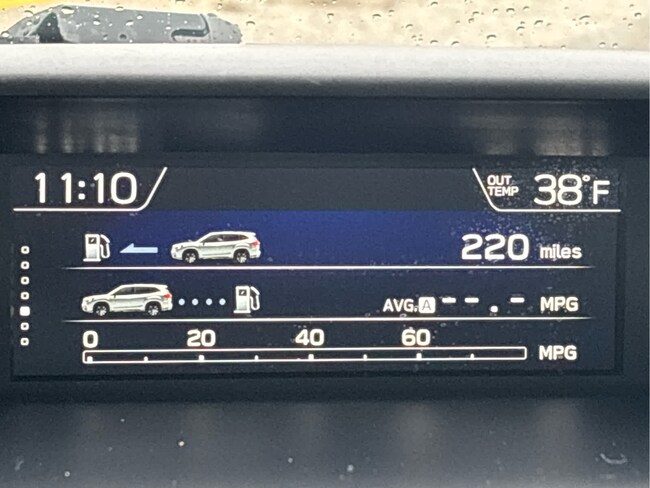 11:10 OUT TEMP 38°F
220 miles
AVG. A --.- MPG
0 20 40 60
MPG